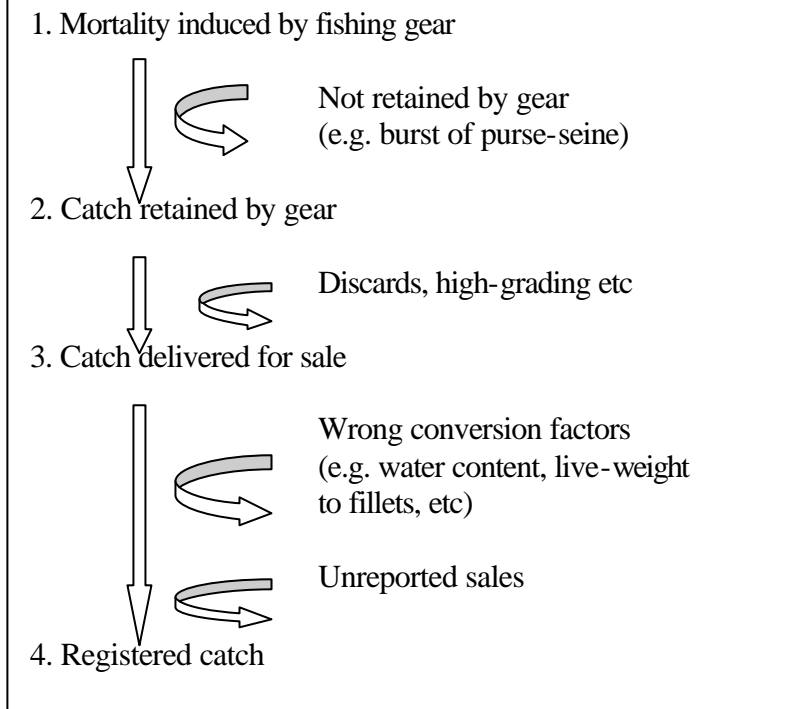 1. Mortality induced by fishing gear
Not retained by gear
(e.g. burst of purse-seine)
2. Catch retained by gear
Discards, high-grading etc
3. Catch delivered for sale
Wrong conversion factors
(e.g. water content, live-weight
to fillets, etc)
Unreported sales
4. Registered catch